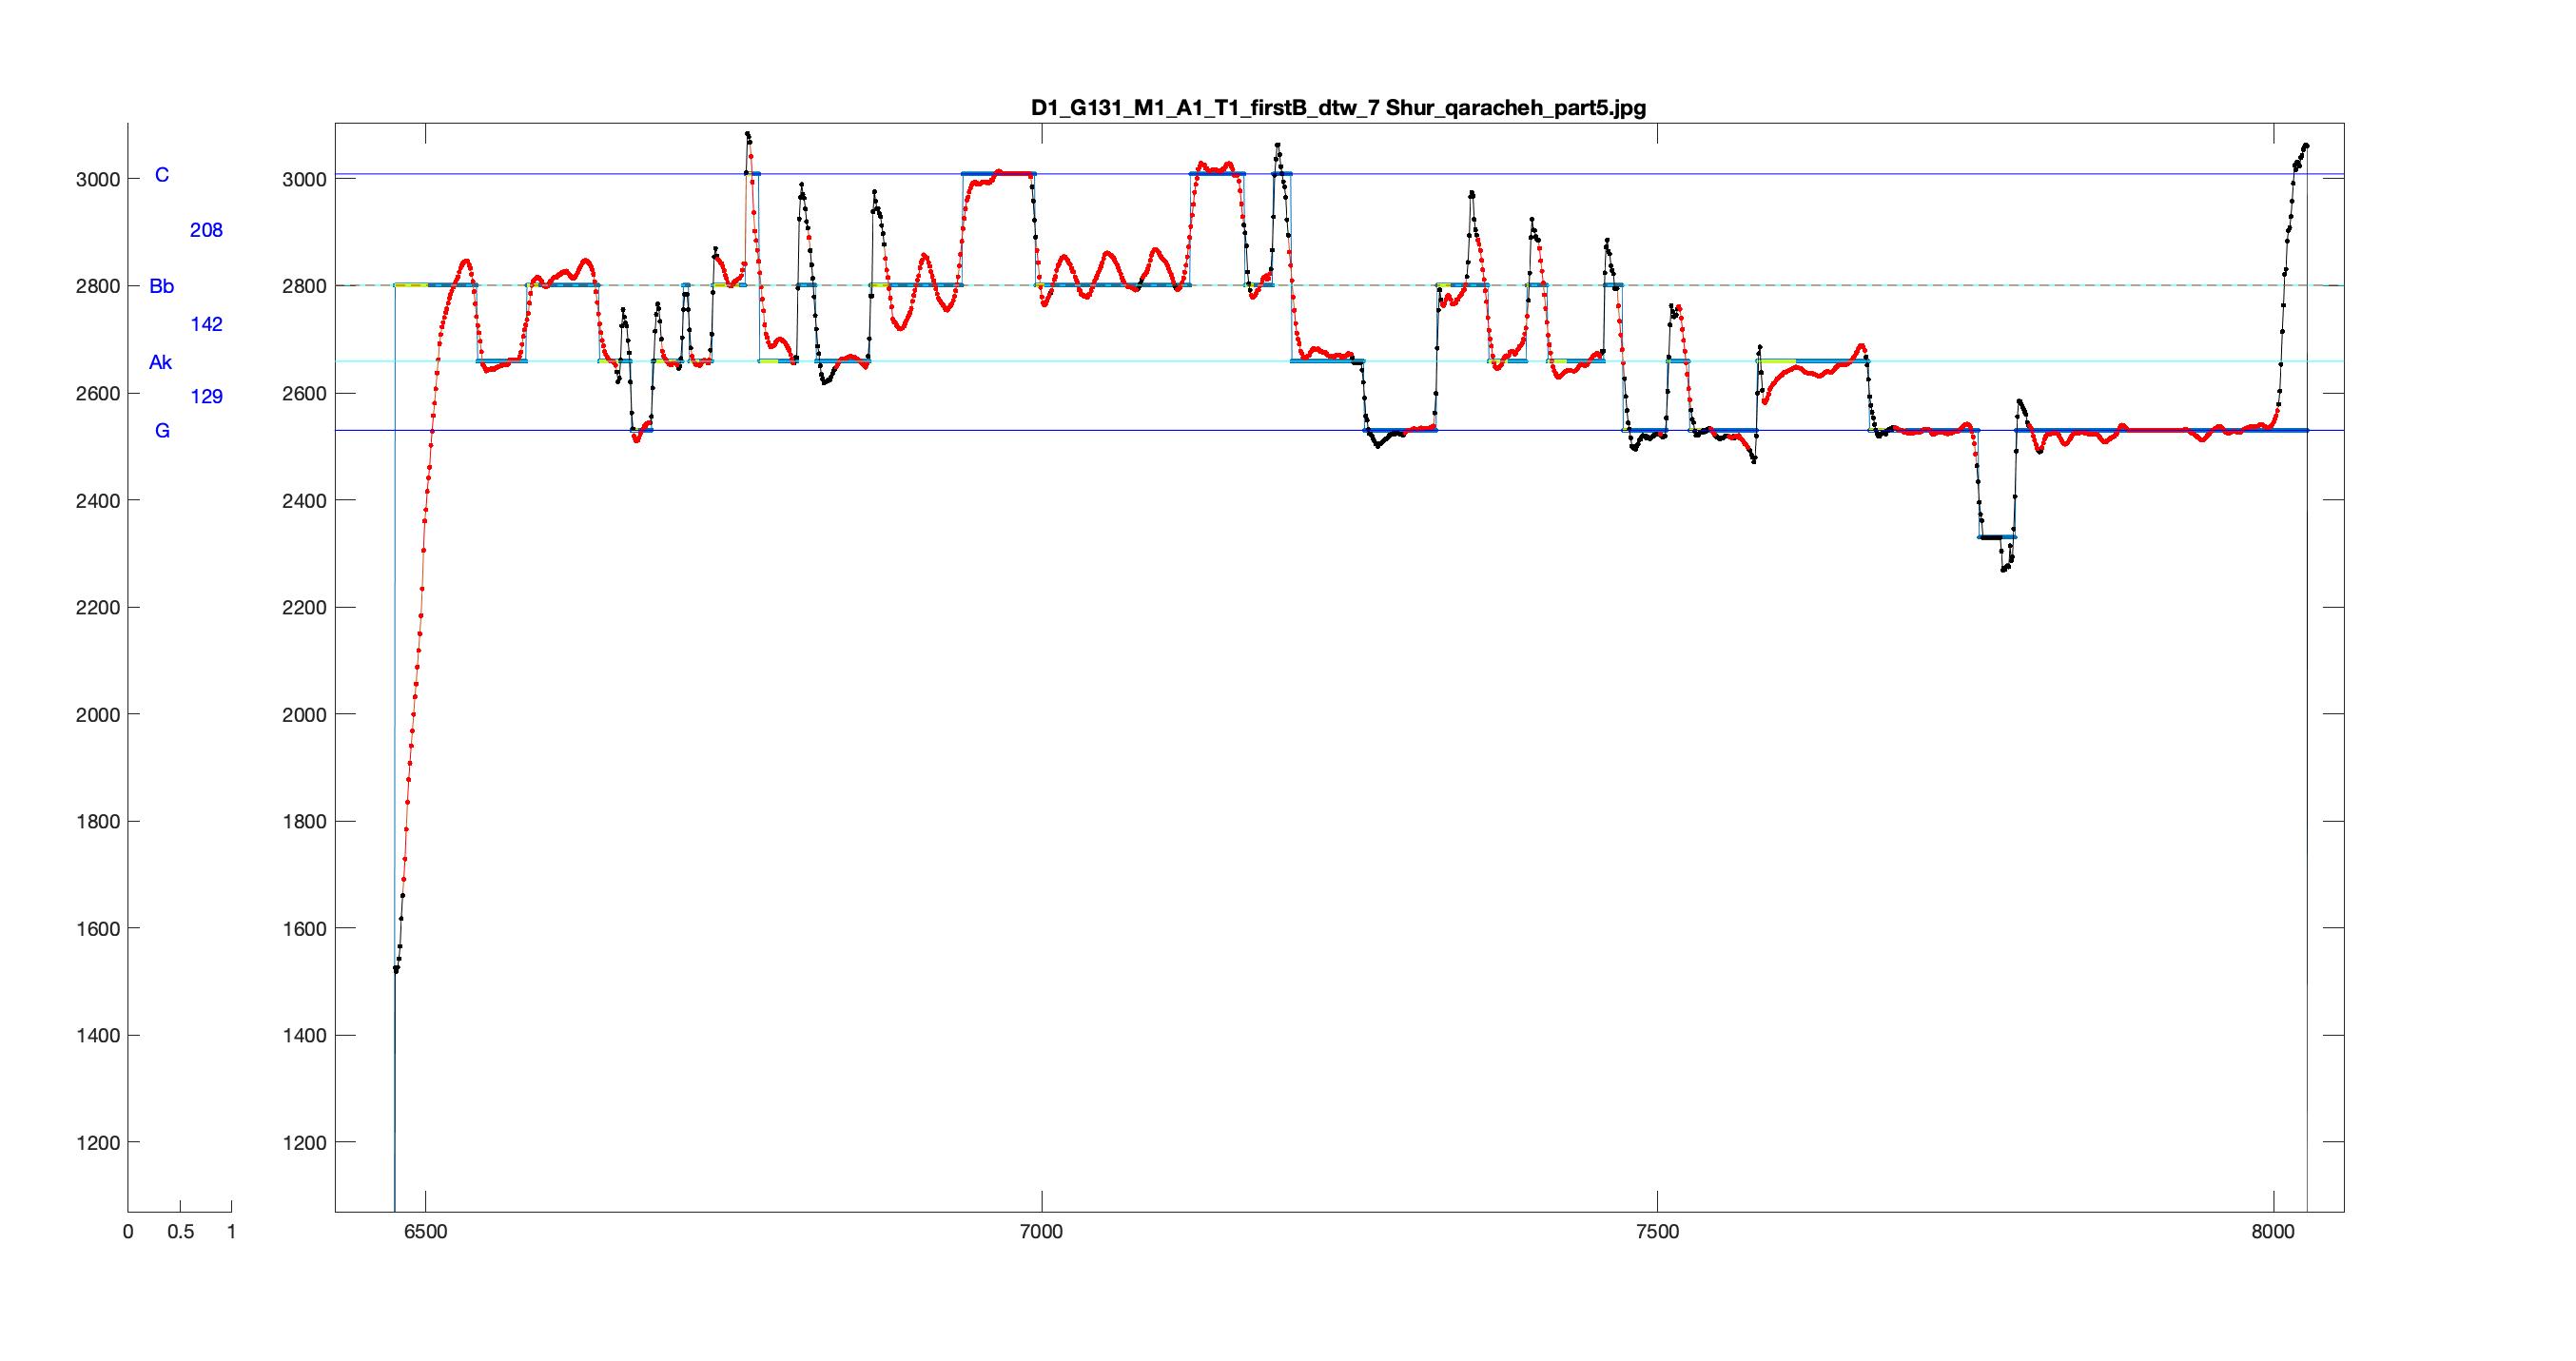 D1_G131_M1_A1_T1_firstB_dtw_7 Shur_qaracheh_part5.jpg
3000 C 3000
208
2800 Bb 2800
142
Ak
2600 129 2600
G
2400 2400
2200 2200
2000 2000
1800 1800
1600 1600
1400 1400
1200 1200
0 0.5 1 6500 7000 7500 8000